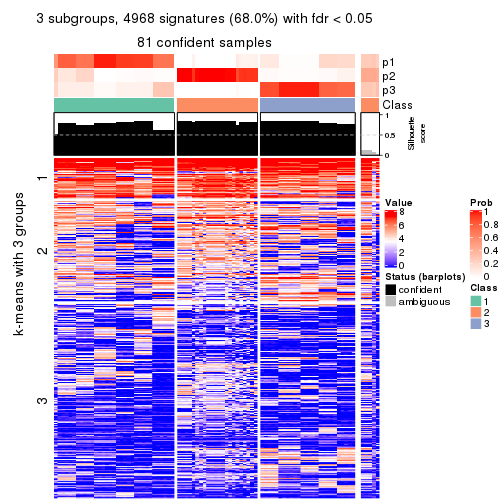 3 subgroups, 4968 signatures (68.0%) with fdr < 0.05
81 confident samples
p1
p2
p3
Class
1
0.5
0
Silhouette
score
k-means with 3 groups
1
2
3
Value
8
6
4
2
0
Status (barplots)
confident
ambiguous
Prob
1
0.8
0.6
0.4
0.2
0
Class
1
2
3